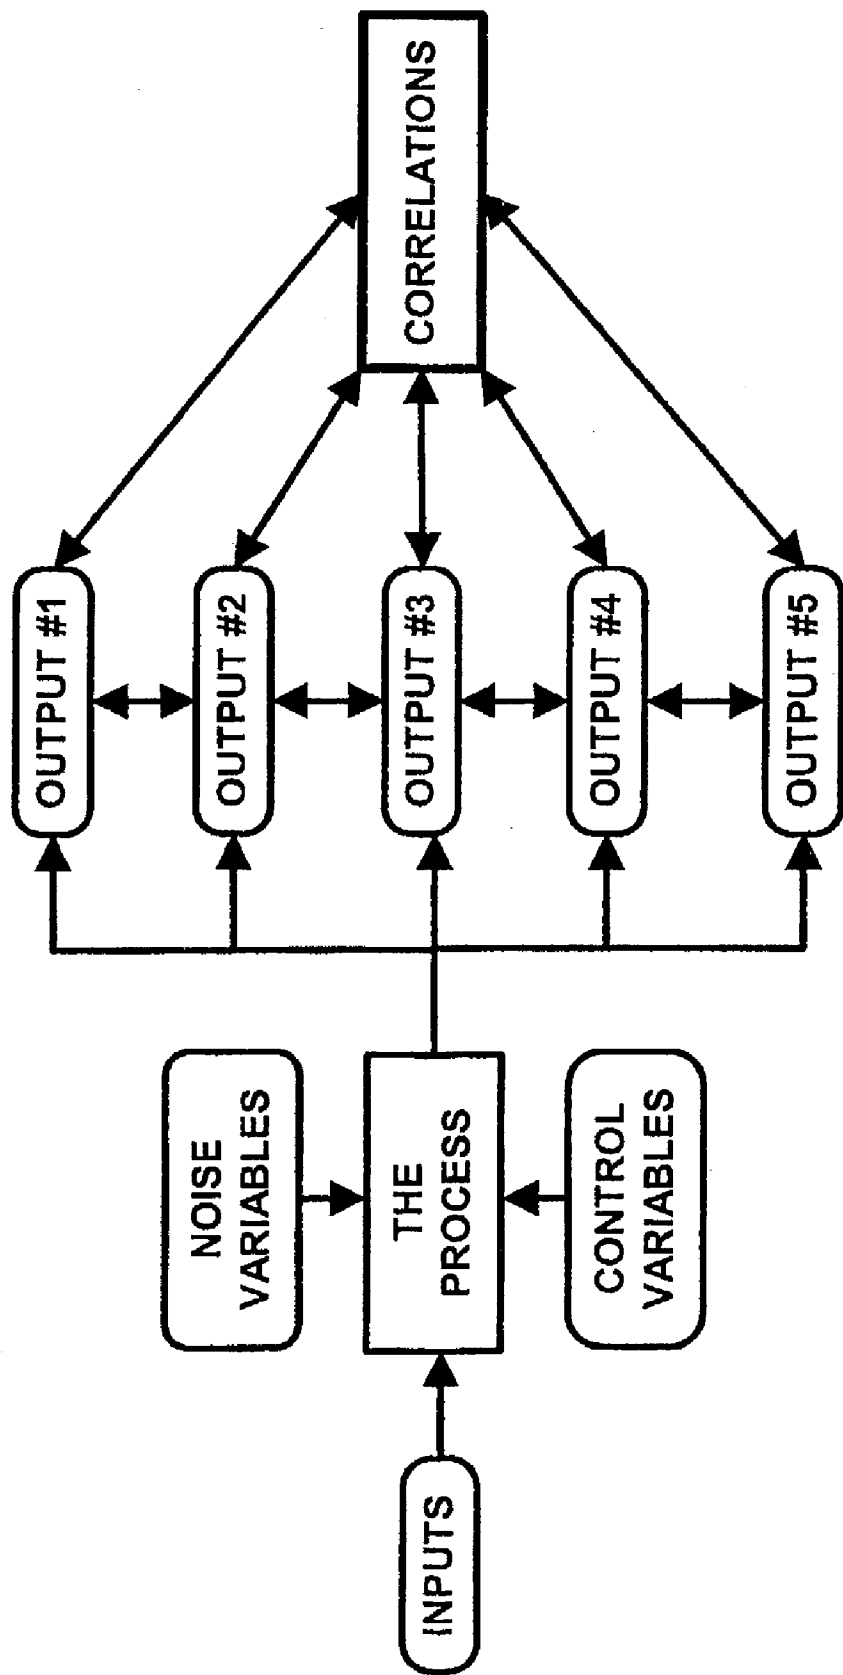 INPUTS
NOISE
VARIABLES
THE
PROCESS
CONTROL
VARIABLES
OUTPUT #1
OUTPUT #2
OUTPUT #3
OUTPUT #4
OUTPUT #5
CORRELATIONS